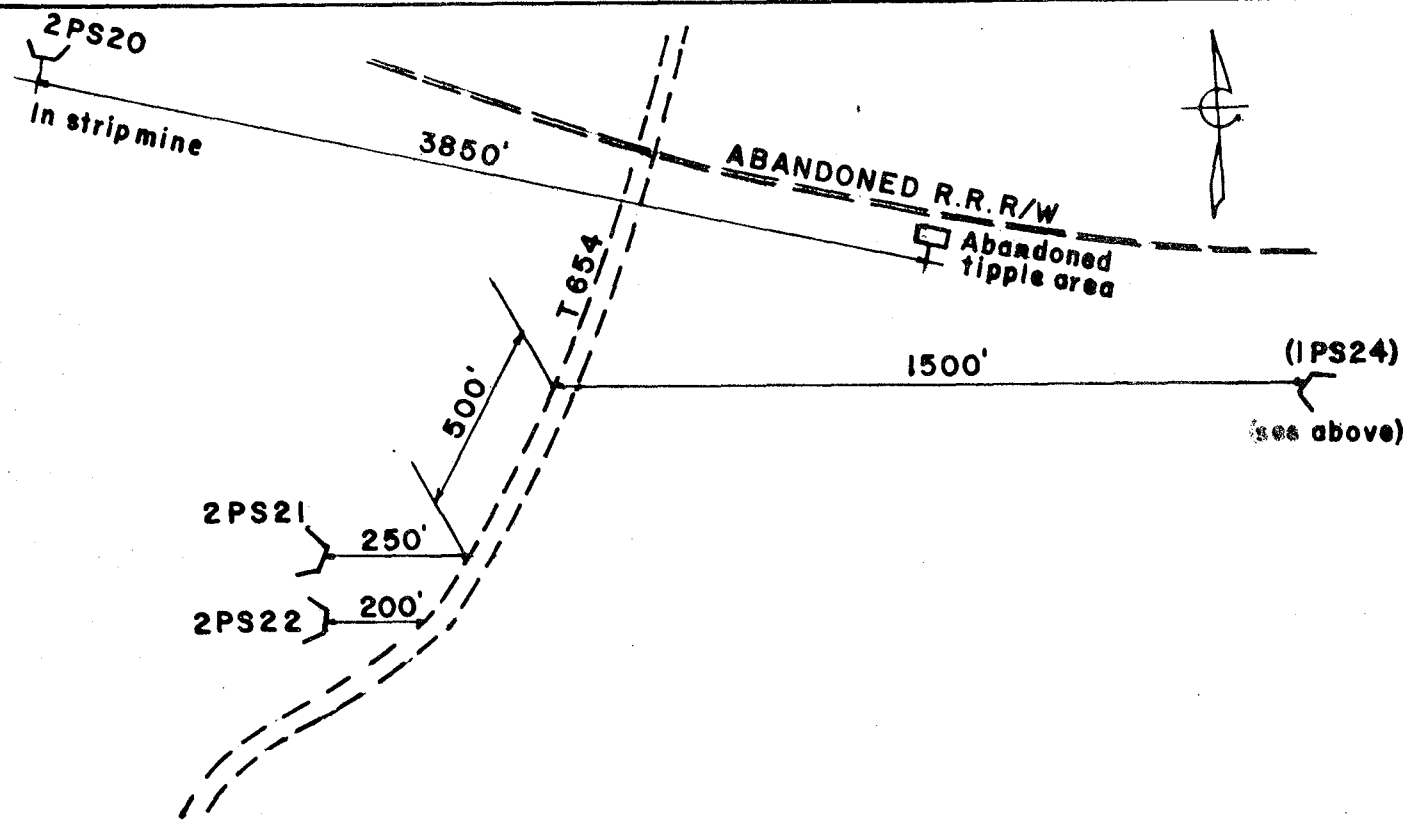 2PS20
In strip mine
3850'
ABANDONED R.R. R/W
Abandoned
tipple area
T 654
500'
1500'
(1PS24)
(see above)
2PS21
250'
2PS22
200'